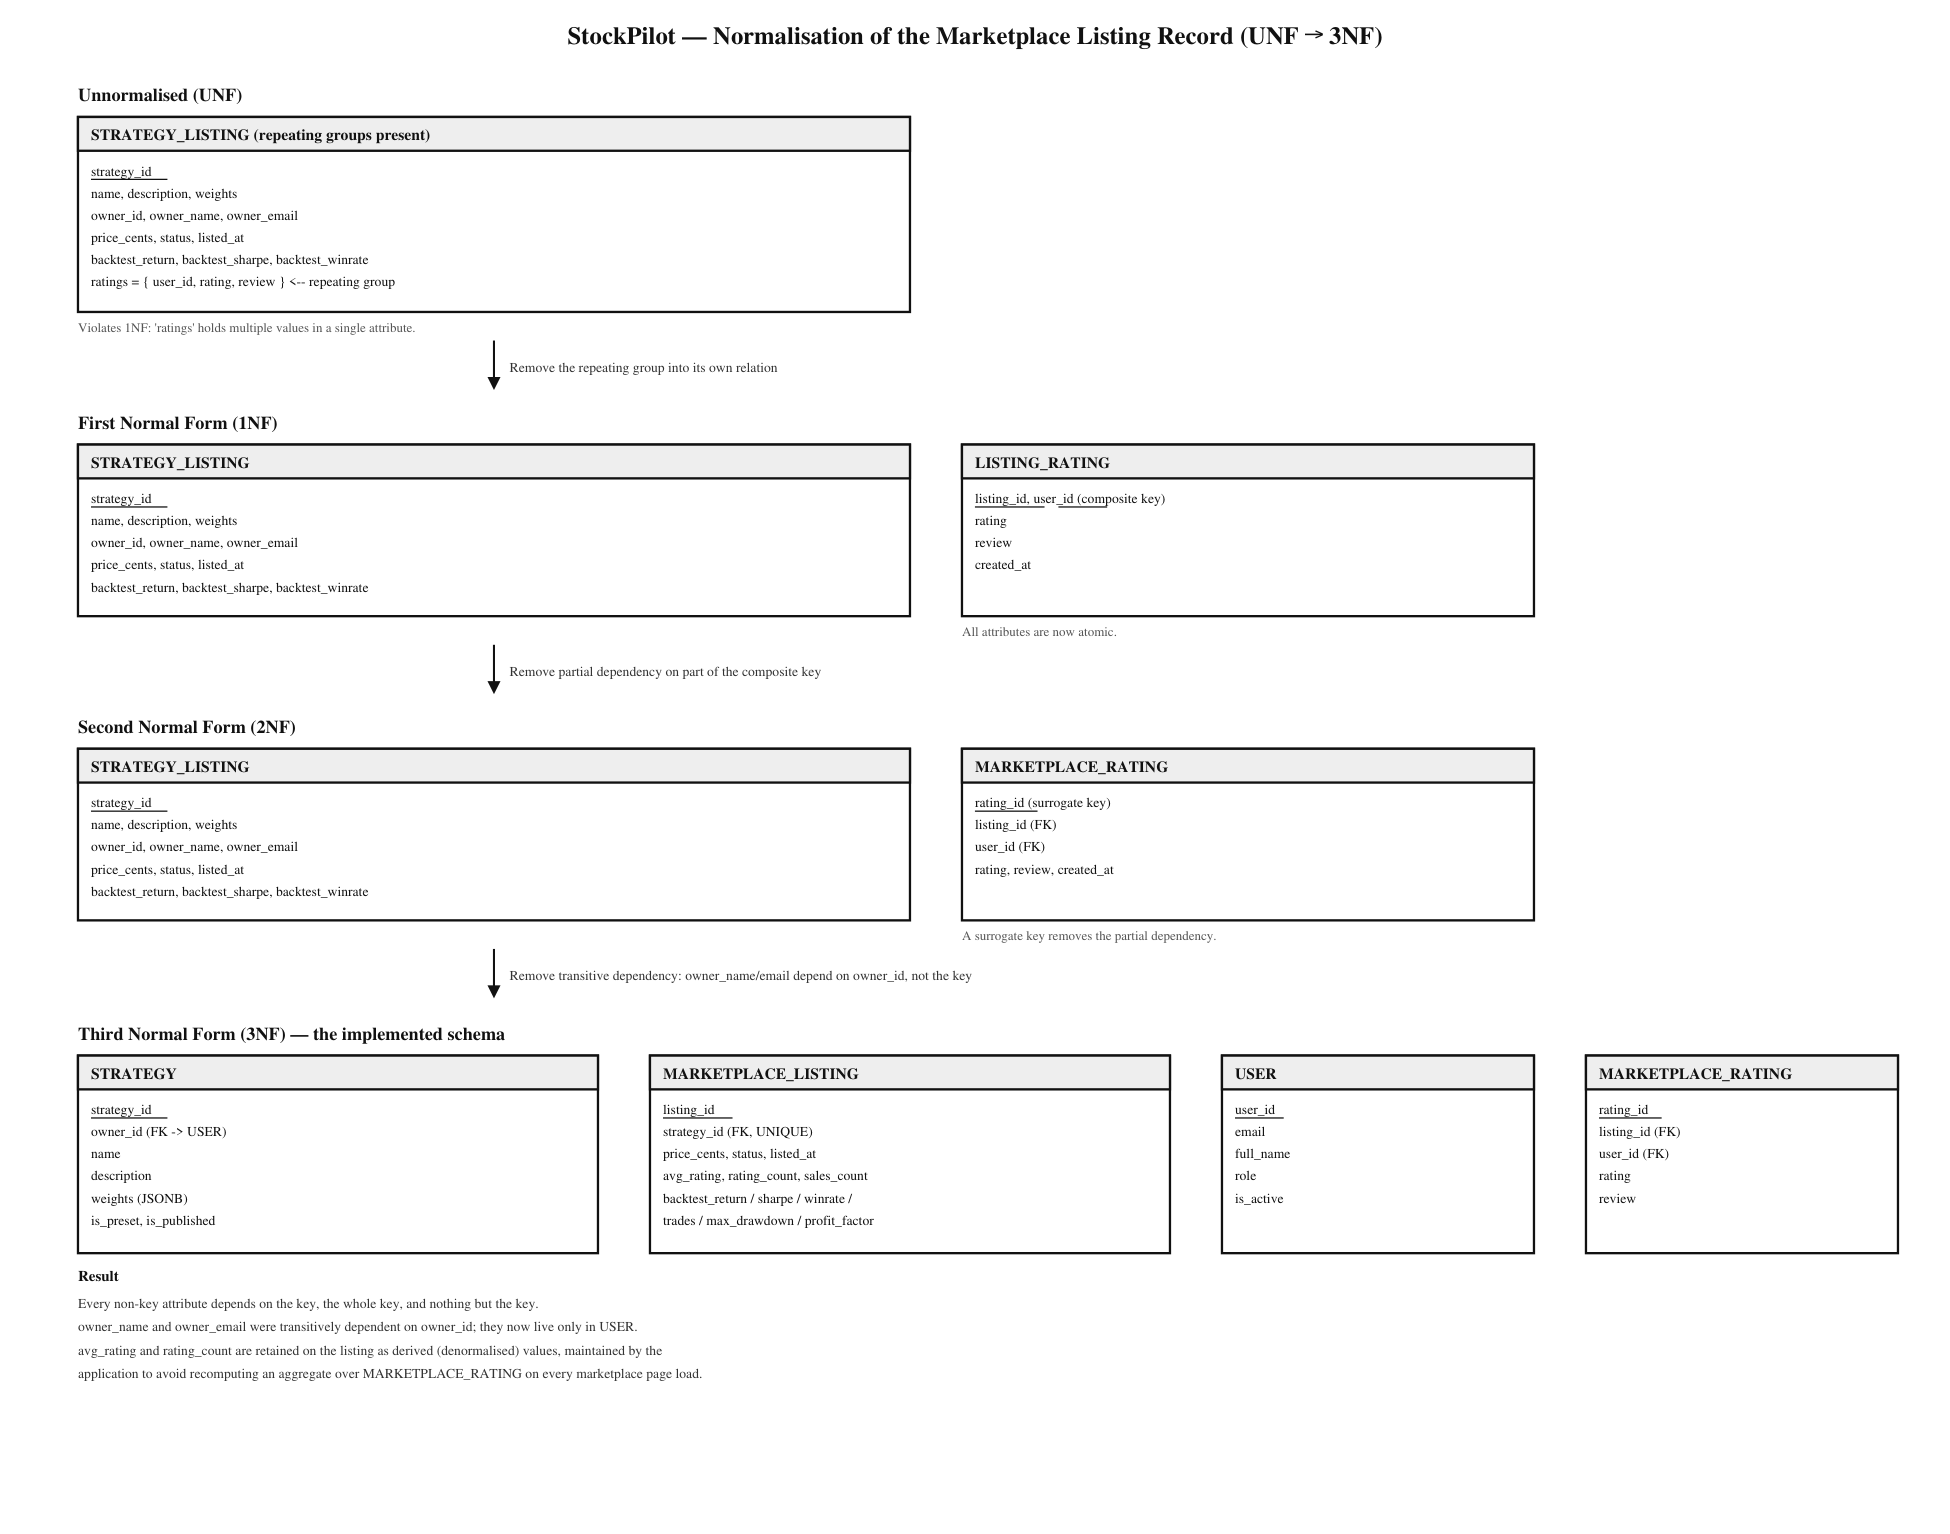 StockPilot — Normalisation of the Marketplace Listing Record (UNF → 3NF)
Unnormalised (UNF)
STRATEGY_LISTING (repeating groups present)
strategy_id
name, description, weights
owner_id, owner_name, owner_email
price_cents, status, listed_at
backtest_return, backtest_sharpe, backtest_winrate
ratings = { user_id, rating, review } <-- repeating group
Violates 1NF: 'ratings' holds multiple values in a single attribute.
Remove the repeating group into its own relation
First Normal Form (1NF)
STRATEGY_LISTING
strategy_id
name, description, weights
owner_id, owner_name, owner_email
price_cents, status, listed_at
backtest_return, backtest_sharpe, backtest_winrate
LISTING_RATING
listing_id, user_id (composite key)
rating
review
created_at
All attributes are now atomic.
Remove partial dependency on part of the composite key
Second Normal Form (2NF)
STRATEGY_LISTING
strategy_id
name, description, weights
owner_id, owner_name, owner_email
price_cents, status, listed_at
backtest_return, backtest_sharpe, backtest_winrate
MARKETPLACE_RATING
rating_id (surrogate key)
listing_id (FK)
user_id (FK)
rating, review, created_at
A surrogate key removes the partial dependency.
Remove transitive dependency: owner_name/email depend on owner_id, not the key
Third Normal Form (3NF) — the implemented schema
STRATEGY
strategy_id
owner_id (FK -> USER)
name
description
weights (JSONB)
is_preset, is_published
MARKETPLACE_LISTING
listing_id
strategy_id (FK, UNIQUE)
price_cents, status, listed_at
avg_rating, rating_count, sales_count
backtest_return / sharpe / winrate /
trades / max_drawdown / profit_factor
USER
user_id
email
full_name
role
is_active
MARKETPLACE_RATING
rating_id
listing_id (FK)
user_id (FK)
rating
review
Result
Every non-key attribute depends on the key, the whole key, and nothing but the key.
owner_name and owner_email were transitively dependent on owner_id; they now live only in USER.
avg_rating and rating_count are retained on the listing as derived (denormalised) values, maintained by the
application to avoid recomputing an aggregate over MARKETPLACE_RATING on every marketplace page load.